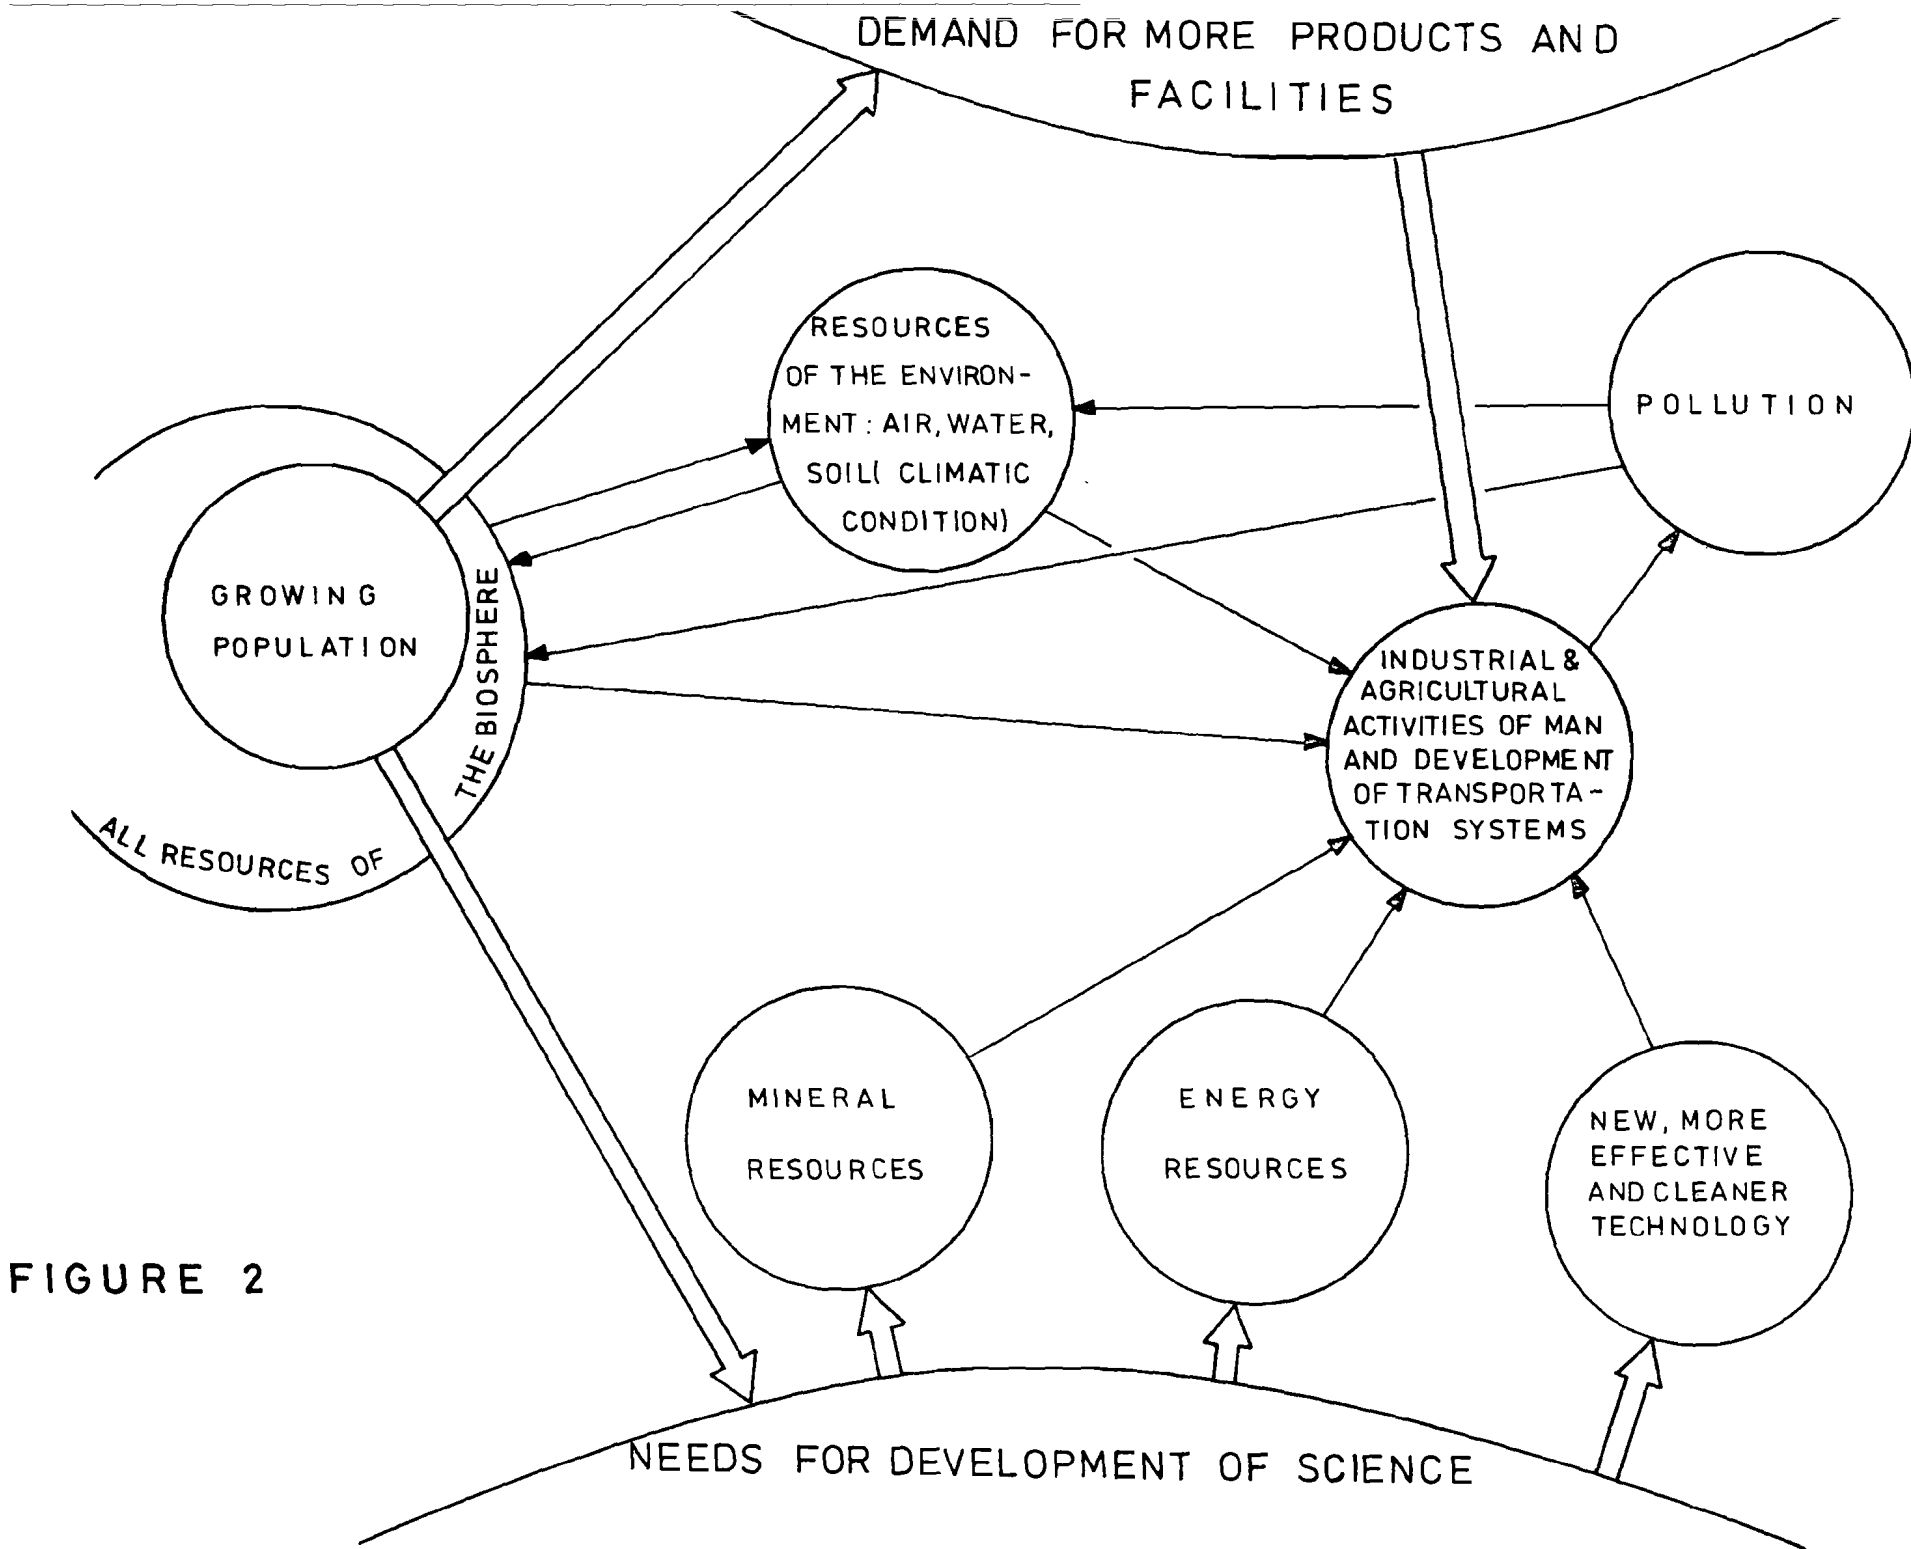 DEMAND FOR MORE PRODUCTS AND
FACILITIES
RESOURCES
OF THE ENVIRON-
MENT: AIR, WATER,
SOIL( CLIMATIC
CONDITION)
POLLUTION
GROWING
POPULATION
ALL RESOURCES OF
THE BIOSPHERE
INDUSTRIAL &
AGRICULTURAL
ACTIVITIES OF MAN
AND DEVELOPMENT
OF TRANSPORTA-
TION SYSTEMS
MINERAL
RESOURCES
ENERGY
RESOURCES
NEW, MORE
EFFECTIVE
AND CLEANER
TECHNOLOGY
FIGURE 2
NEEDS FOR DEVELOPMENT OF SCIENCE